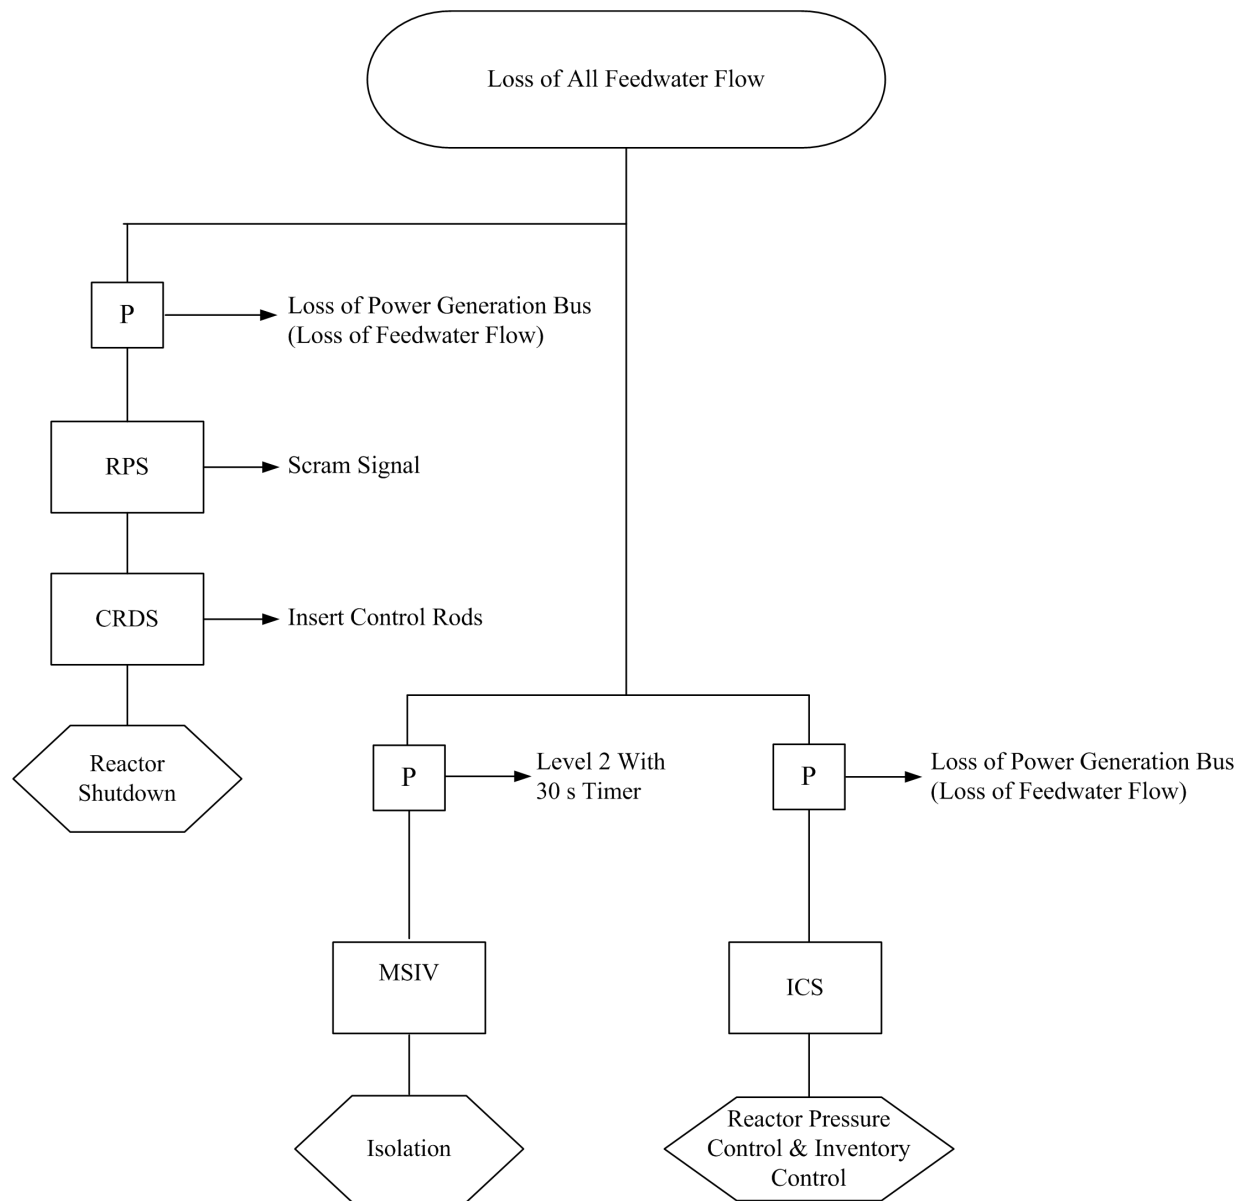 Loss of All Feedwater Flow
P
Loss of Power Generation Bus
(Loss of Feedwater Flow)
RPS
Scram Signal
CRDS
Insert Control Rods
Reactor
Shutdown
P
Level 2 With
30 s Timer
P
Loss of Power Generation Bus
(Loss of Feedwater Flow)
MSIV
ICS
Isolation
Reactor Pressure
Control & Inventory
Control